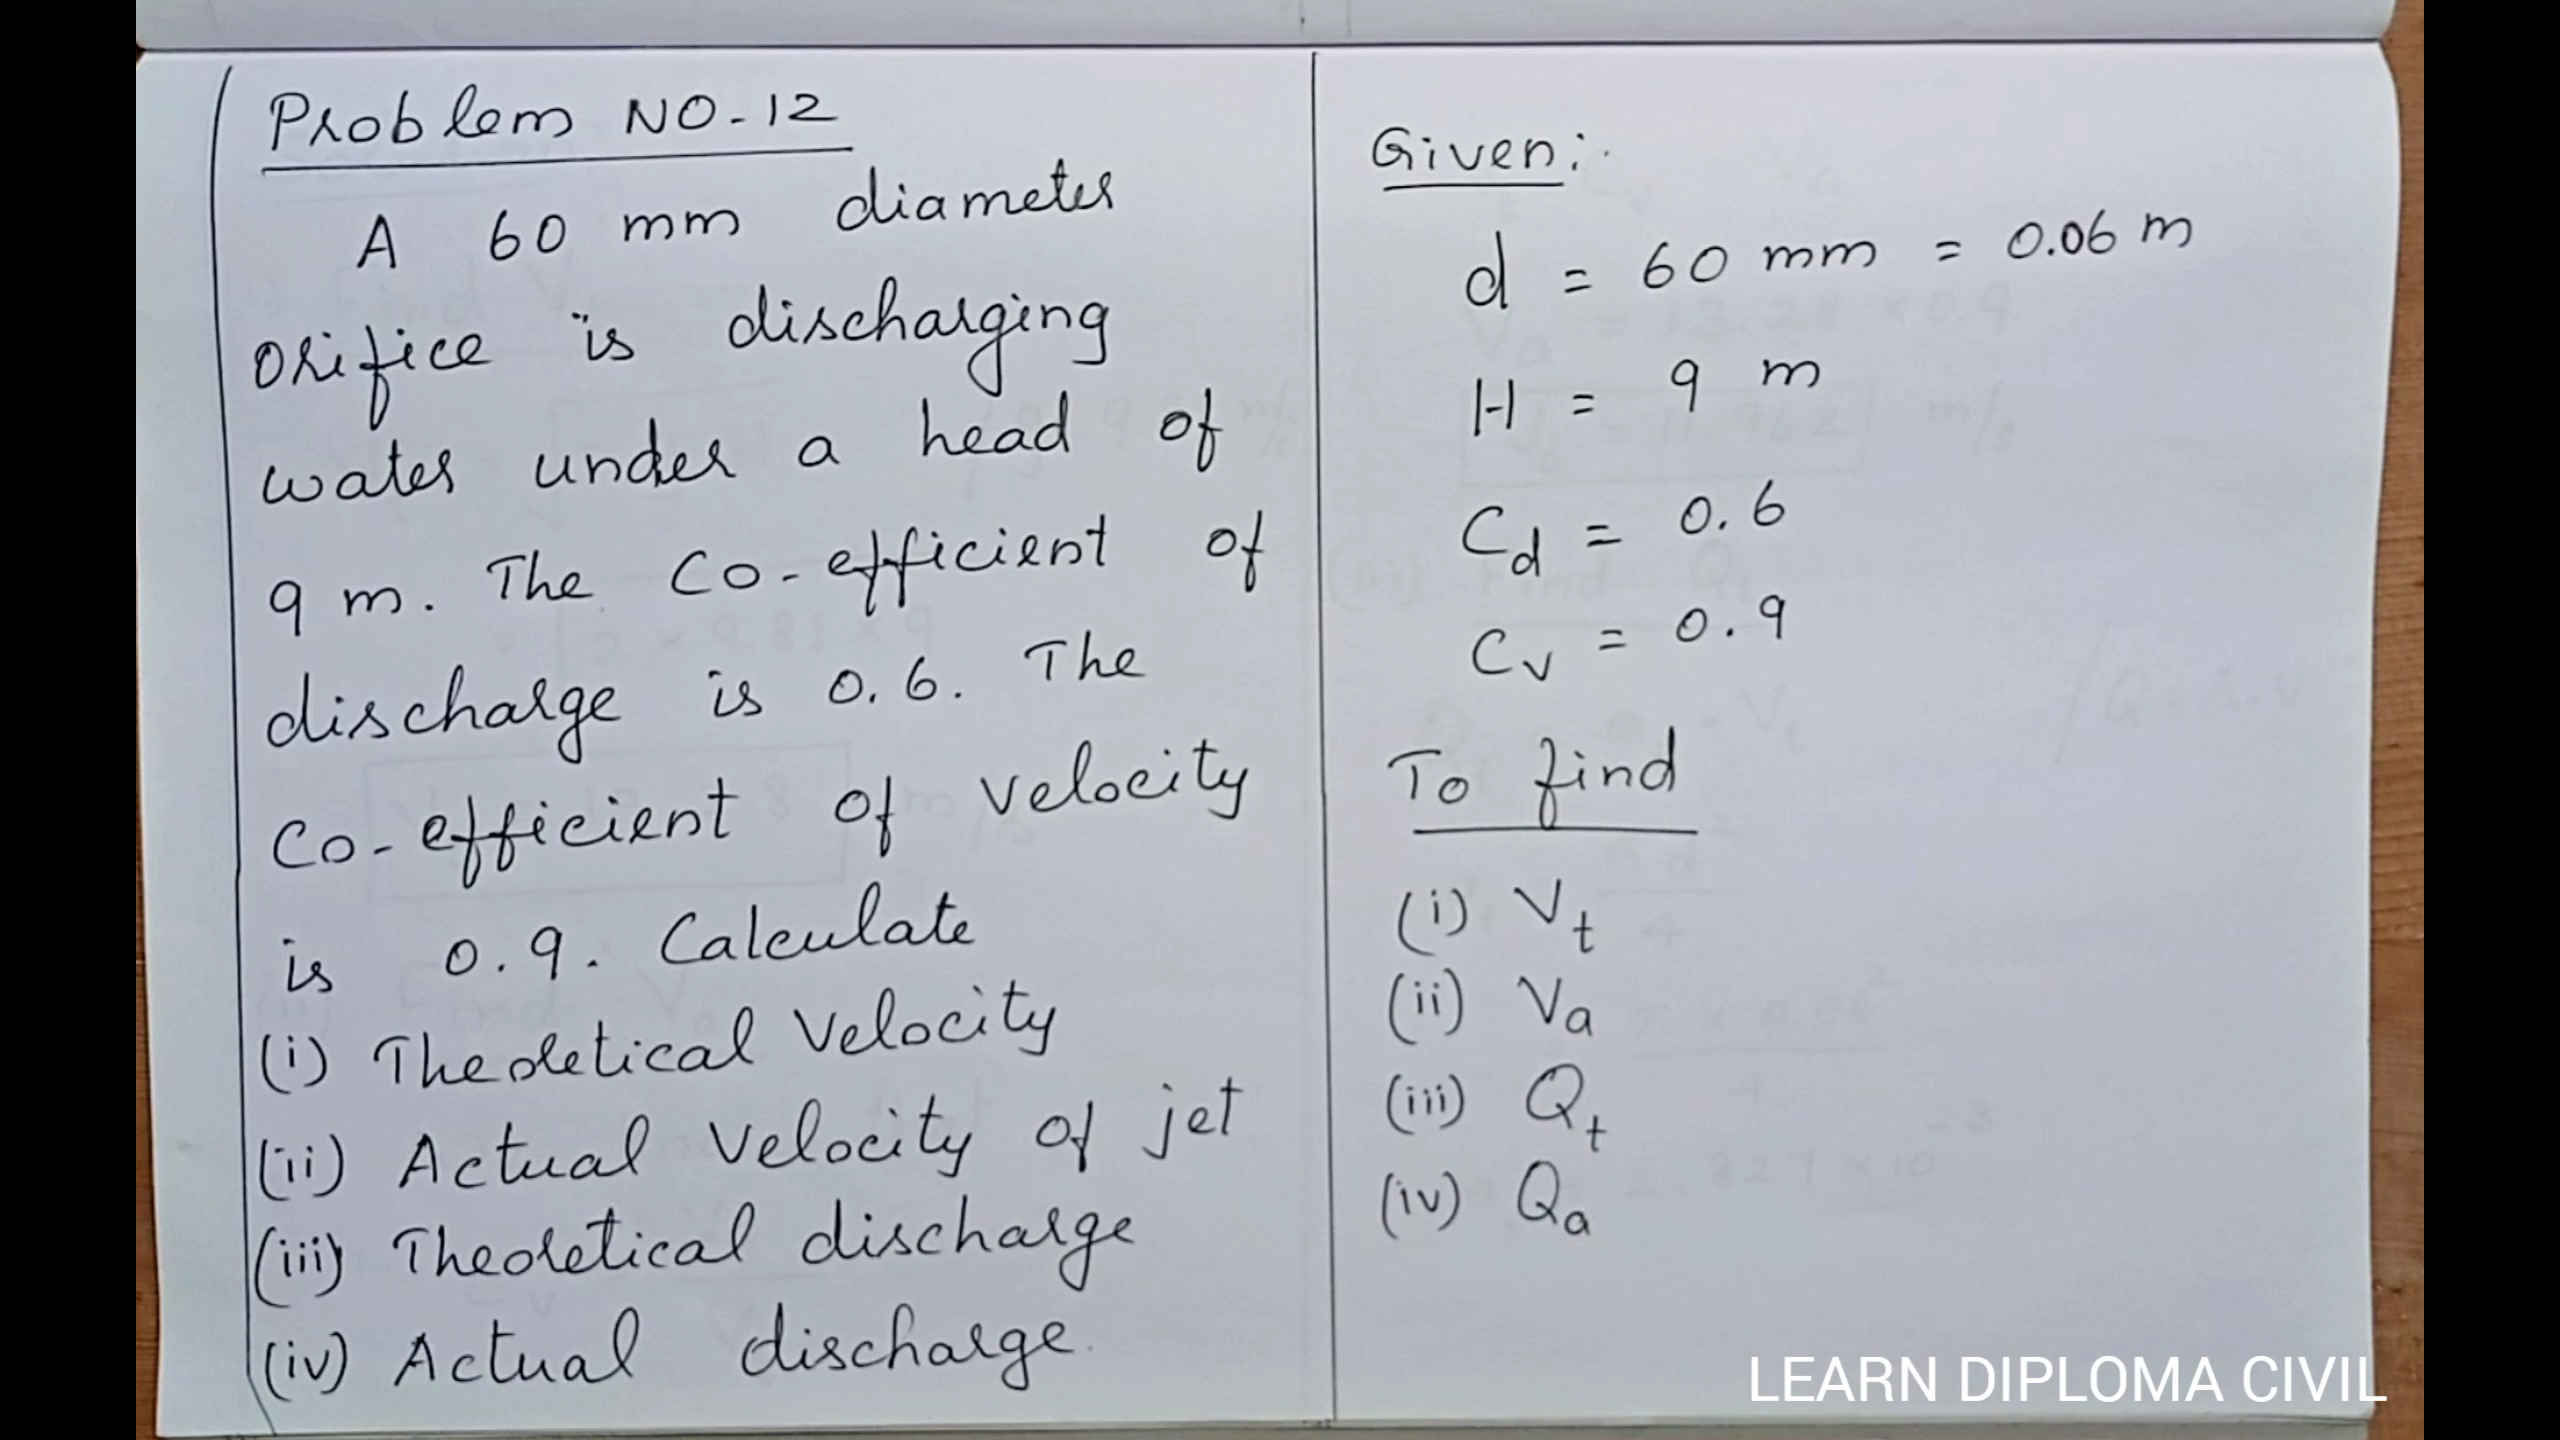 Problem NO-12
A 60 mm diameter
orifice is discharging
water under a head of
9 m. The Co-efficient of
discharge is 0.6. The
Co-efficient of velocity
is 0.9. Calculate
(i) Theoretical Velocity
(ii) Actual Velocity of jet
(iii) Theoretical discharge
(iv) Actual discharge.
Given:
d = 60 mm = 0.06 m
H = 9 m
Cd = 0.6
Cv = 0.9
To find
(i) Vt
(ii) Va
(iii) Qt
(iv) Qa
LEARN DIPLOMA CIVIL